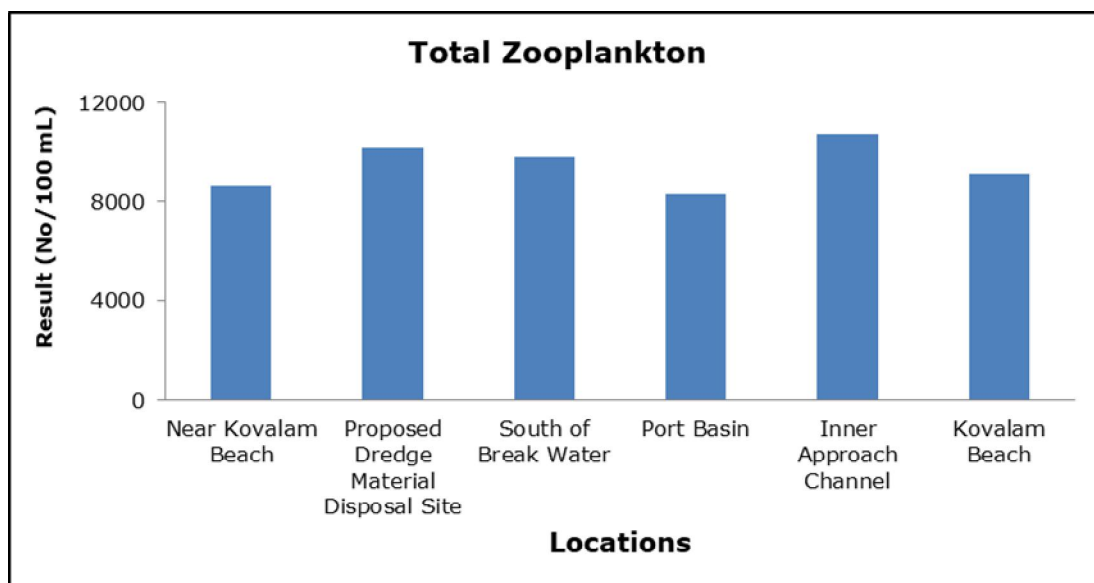 Total Zooplankton
Result (No/100 mL)
12000
8000
4000
0
Near Kovalam
Beach
Proposed
Dredge
Material
Disposal Site
South of
Break Water
Port Basin
Inner
Approach
Channel
Kovalam
Beach
Locations